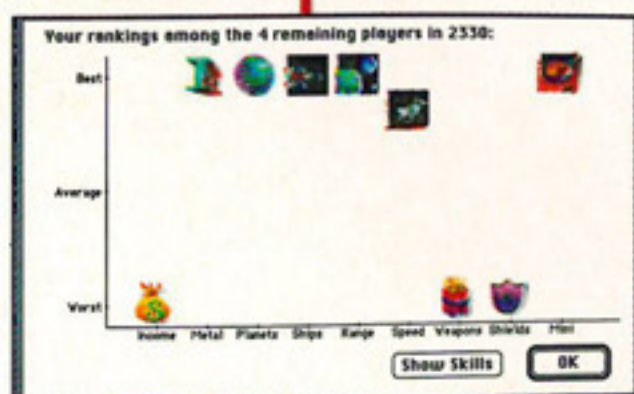 Your rankings among the 4 remaining players in 2330:
Best
Average
Worst
Income Metal Planets Ships Range Speed Weapons Shields Mini
Show Skills OK